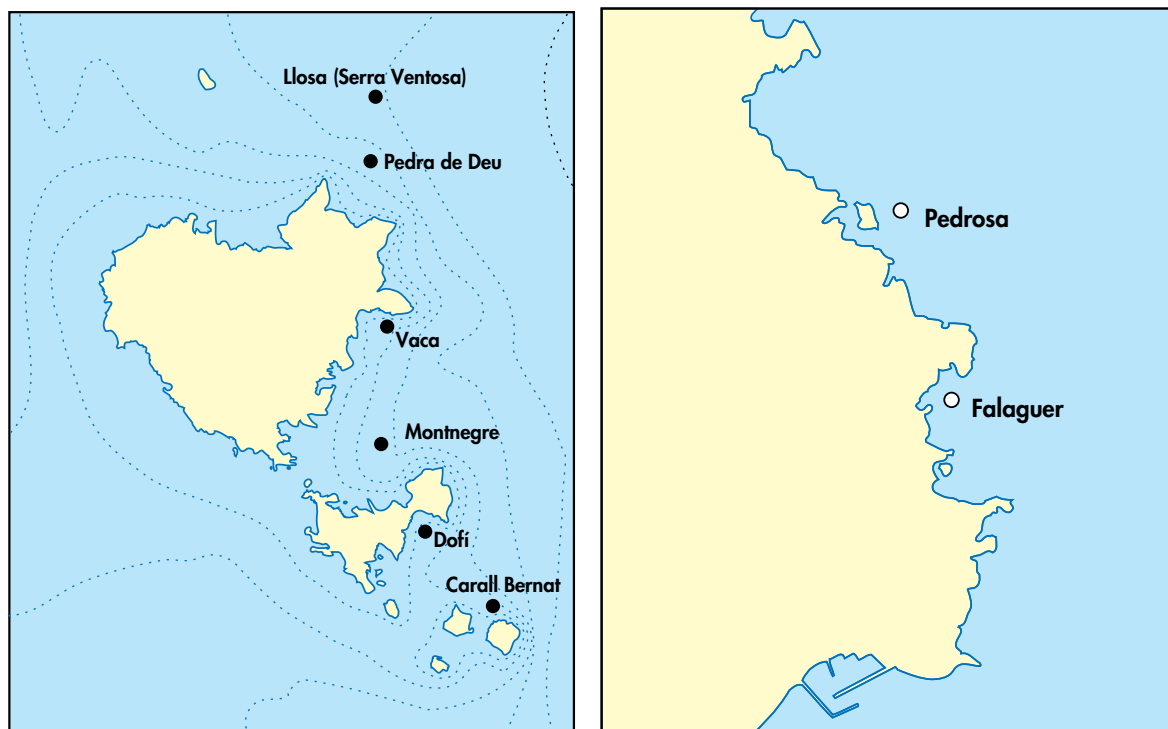 Llosa (Serra Ventosa)
Pedra de Deu
Vaca
Montnegre
Dofí
Carall Bernat
Pedrosa
Falaguer